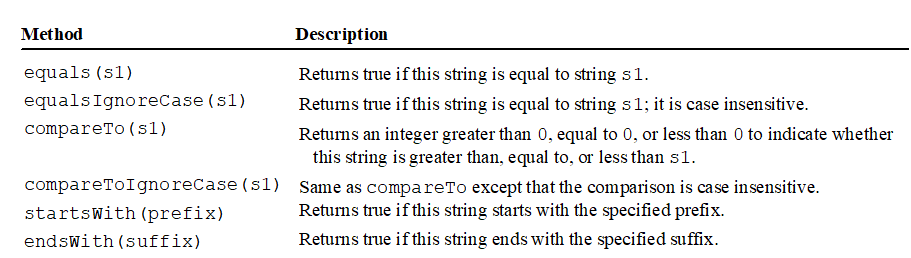 Method Description
equals(s1) Returns true if this string is equal to string s1.
equalsIgnoreCase(s1) Returns true if this string is equal to string s1; it is case insensitive.
compareTo(s1) Returns an integer greater than 0, equal to 0, or less than 0 to indicate whether
this string is greater than, equal to, or less than s1.
compareToIgnoreCase(s1) Same as compareTo except that the comparison is case insensitive.
startsWith(prefix) Returns true if this string starts with the specified prefix.
endsWith(suffix) Returns true if this string ends with the specified suffix.